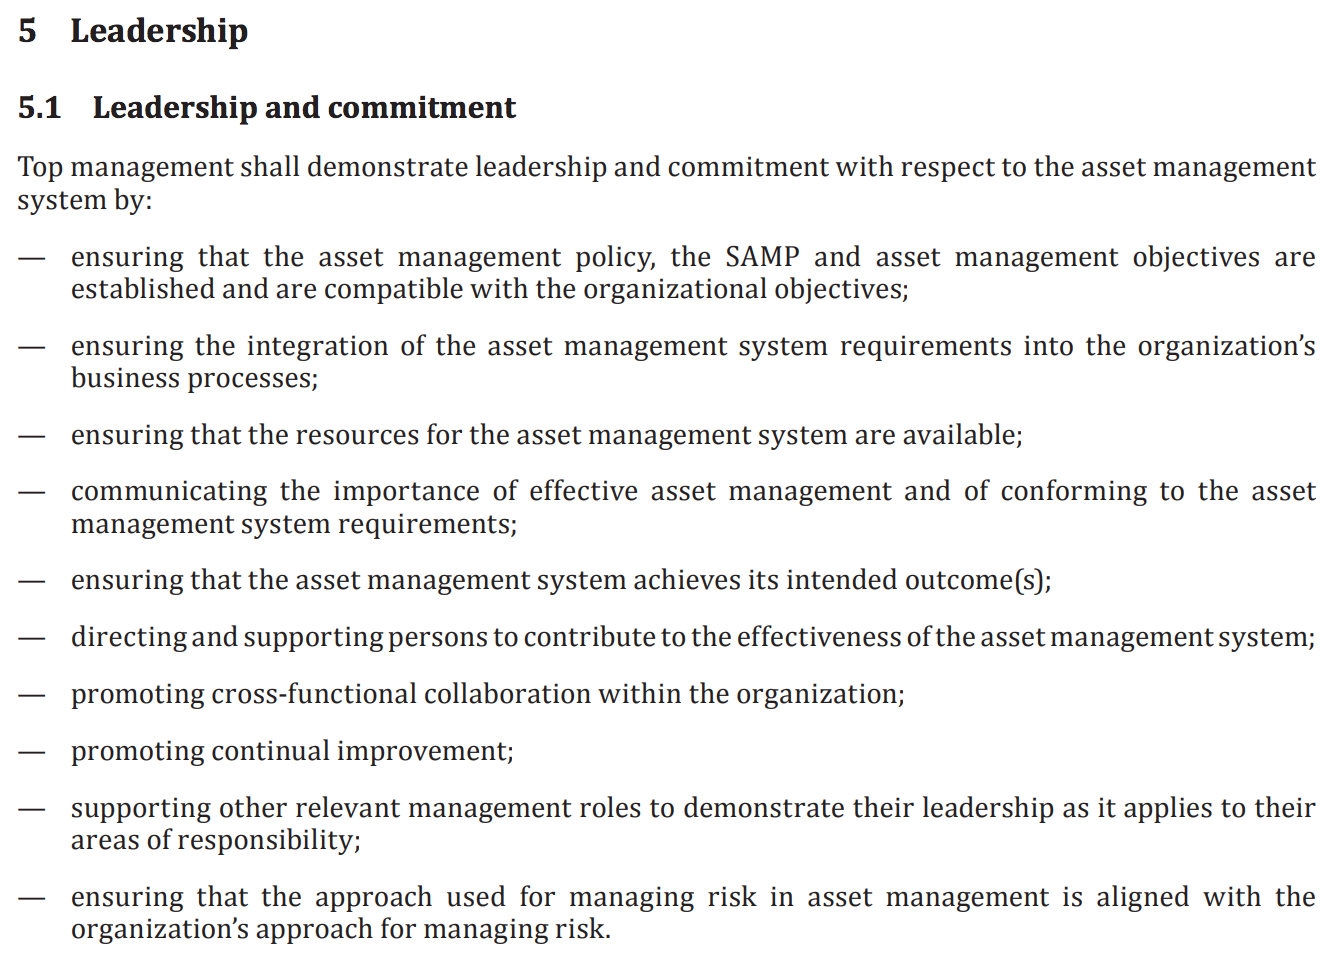 5 Leadership
5.1 Leadership and commitment
Top management shall demonstrate leadership and commitment with respect to the asset management
system by:
— ensuring that the asset management policy, the SAMP and asset management objectives are
established and are compatible with the organizational objectives;
— ensuring the integration of the asset management system requirements into the organization’s
business processes;
— ensuring that the resources for the asset management system are available;
— communicating the importance of effective asset management and of conforming to the asset
management system requirements;
— ensuring that the asset management system achieves its intended outcome(s);
— directing and supporting persons to contribute to the effectiveness of the asset management system;
— promoting cross-functional collaboration within the organization;
— promoting continual improvement;
— supporting other relevant management roles to demonstrate their leadership as it applies to their
areas of responsibility;
— ensuring that the approach used for managing risk in asset management is aligned with the
organization’s approach for managing risk.